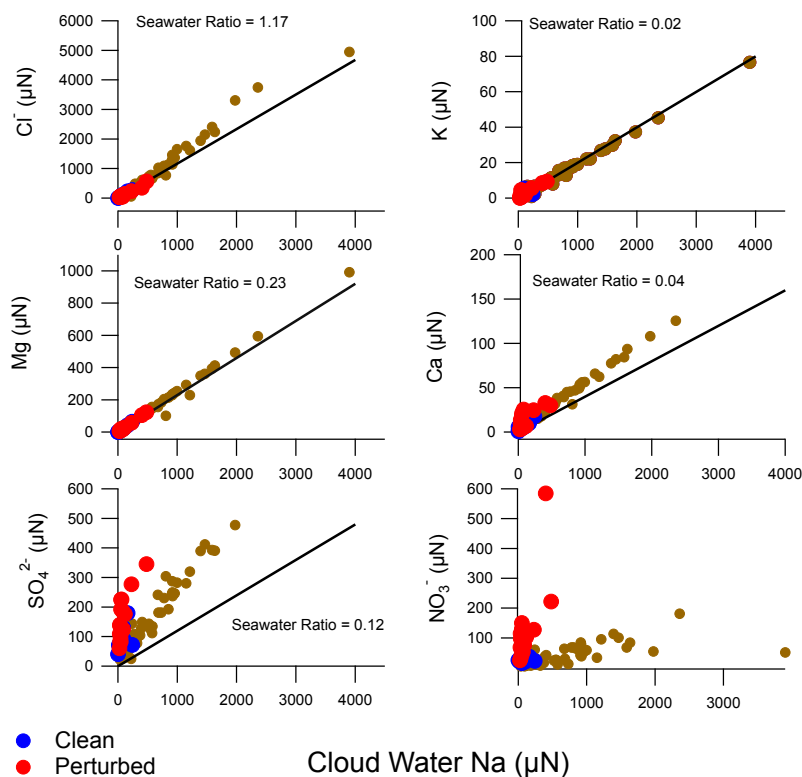 Seawater Ratio = 1.17
6000
5000
4000
3000
2000
1000
0
Cl⁻ (µN)
0 1000 2000 3000 4000
Seawater Ratio = 0.02
100
80
60
40
20
0
K (µN)
0 1000 2000 3000 4000
Seawater Ratio = 0.23
1000
800
600
400
200
0
Mg (µN)
0 1000 2000 3000 4000
Seawater Ratio = 0.04
200
150
100
50
0
Ca (µN)
0 1000 2000 3000 4000
600
500
400
300
200
100
0
SO₄²⁻ (µN)
Seawater Ratio = 0.12
0 1000 2000 3000 4000
600
500
400
300
200
100
NO₃⁻ (µN)
0 1000 2000 3000
Clean
Perturbed
Cloud Water Na (µN)